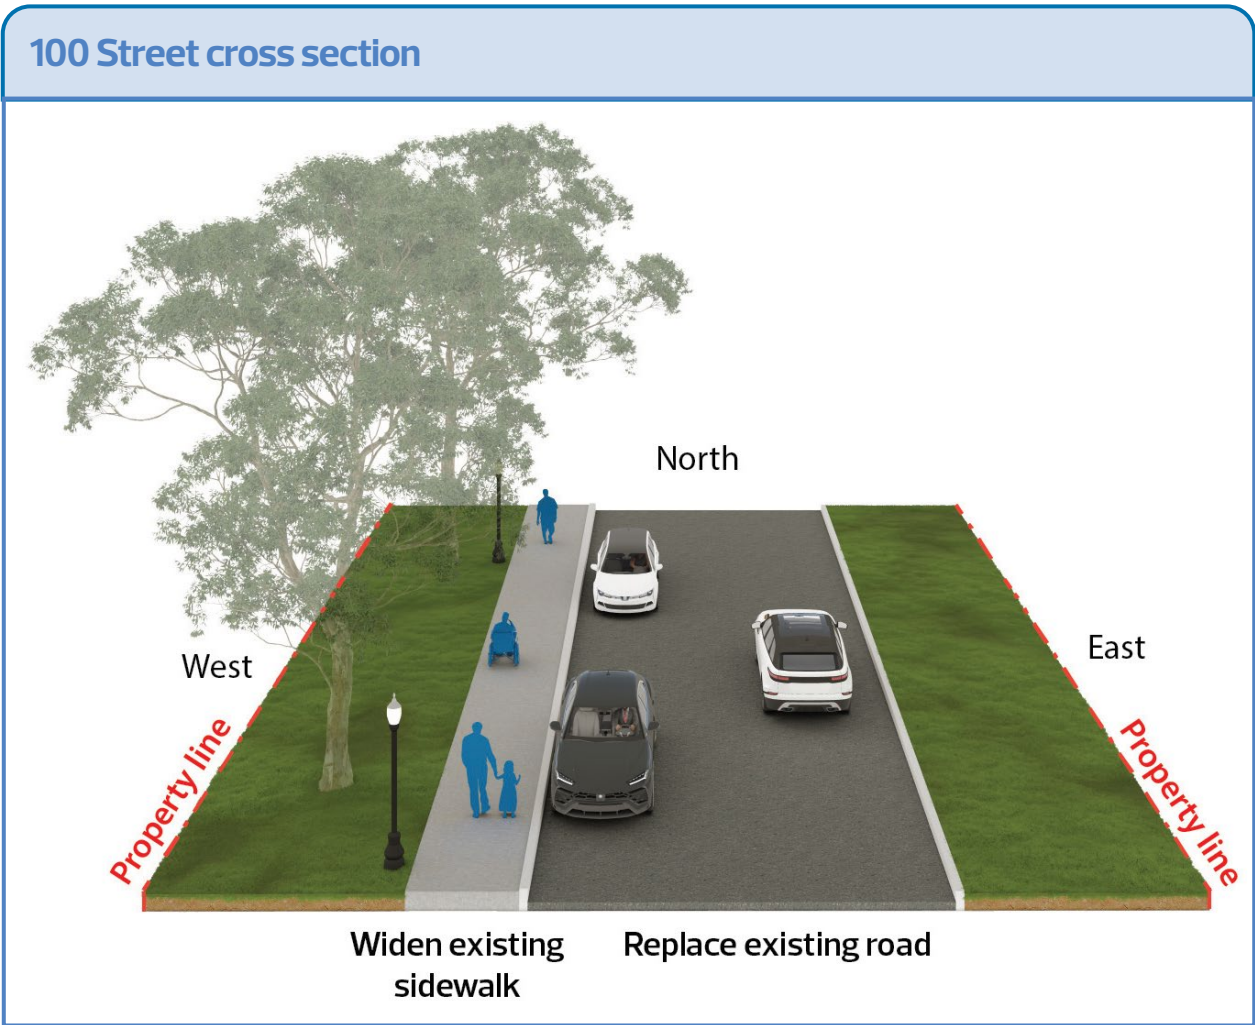 100 Street cross section
North
West
East
Property line
Property line
Widen existing
sidewalk
Replace existing road